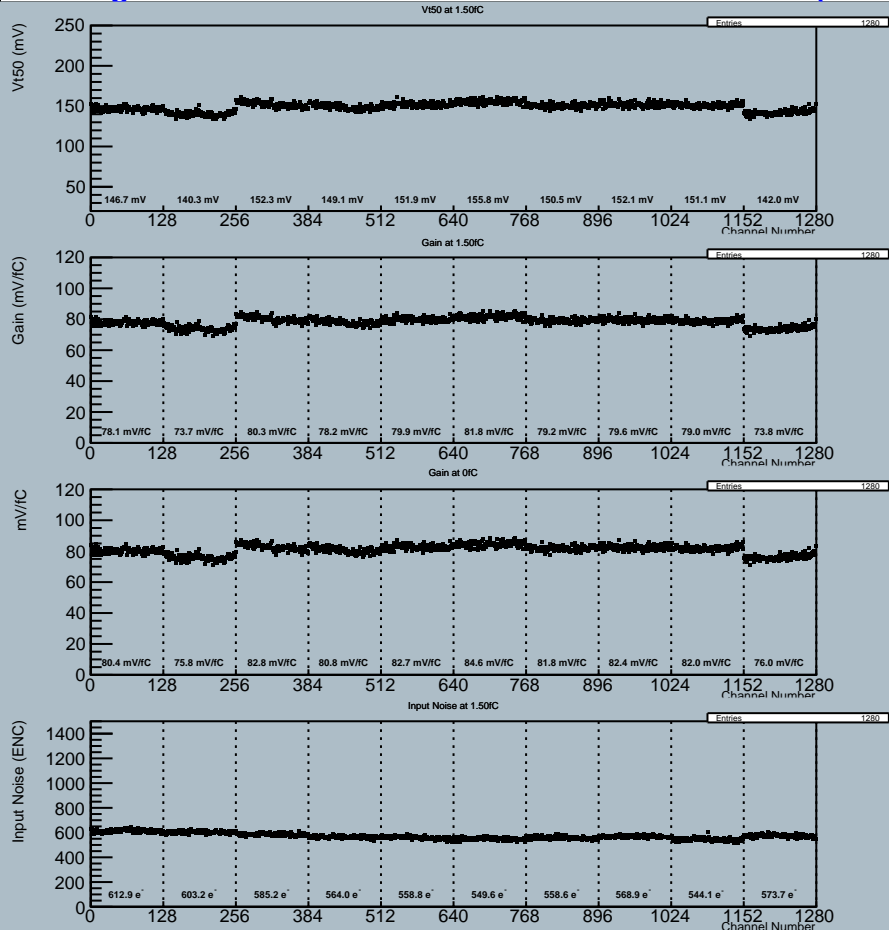 Vt50 at 1.50fC
Entries 1280
Vt50 (mV)
250
200
150
100
50
146.7 mV 140.3 mV 152.3 mV 149.1 mV 151.9 mV 155.8 mV 150.5 mV 152.1 mV 151.1 mV 142.0 mV
0 128 256 384 512 640 768 896 1024 1152 1280
Channel Number
Gain at 1.50fC
Entries 1280
Gain (mV/fC)
120
100
80
60
40
20
0
78.1 mV/fC 73.7 mV/fC 80.3 mV/fC 78.2 mV/fC 79.9 mV/fC 81.8 mV/fC 79.2 mV/fC 79.6 mV/fC 79.0 mV/fC 73.8 mV/fC
0 128 256 384 512 640 768 896 1024 1152 1280
Channel Number
Gain at 0fC
Entries 1280
mV/fC
120
100
80
60
40
20
0
80.4 mV/fC 75.8 mV/fC 82.8 mV/fC 80.8 mV/fC 82.7 mV/fC 84.6 mV/fC 81.8 mV/fC 82.4 mV/fC 82.0 mV/fC 76.0 mV/fC
0 128 256 384 512 640 768 896 1024 1152 1280
Channel Number
Input Noise at 1.50fC
Entries 1280
Input Noise (ENC)
1400
1200
1000
800
600
400
200
0
612.9 e⁻ 603.2 e⁻ 585.2 e⁻ 564.0 e⁻ 558.8 e⁻ 549.6 e⁻ 558.6 e⁻ 568.9 e⁻ 544.1 e⁻ 573.7 e⁻
0 128 256 384 512 640 768 896 1024 1152 1280
Channel Number